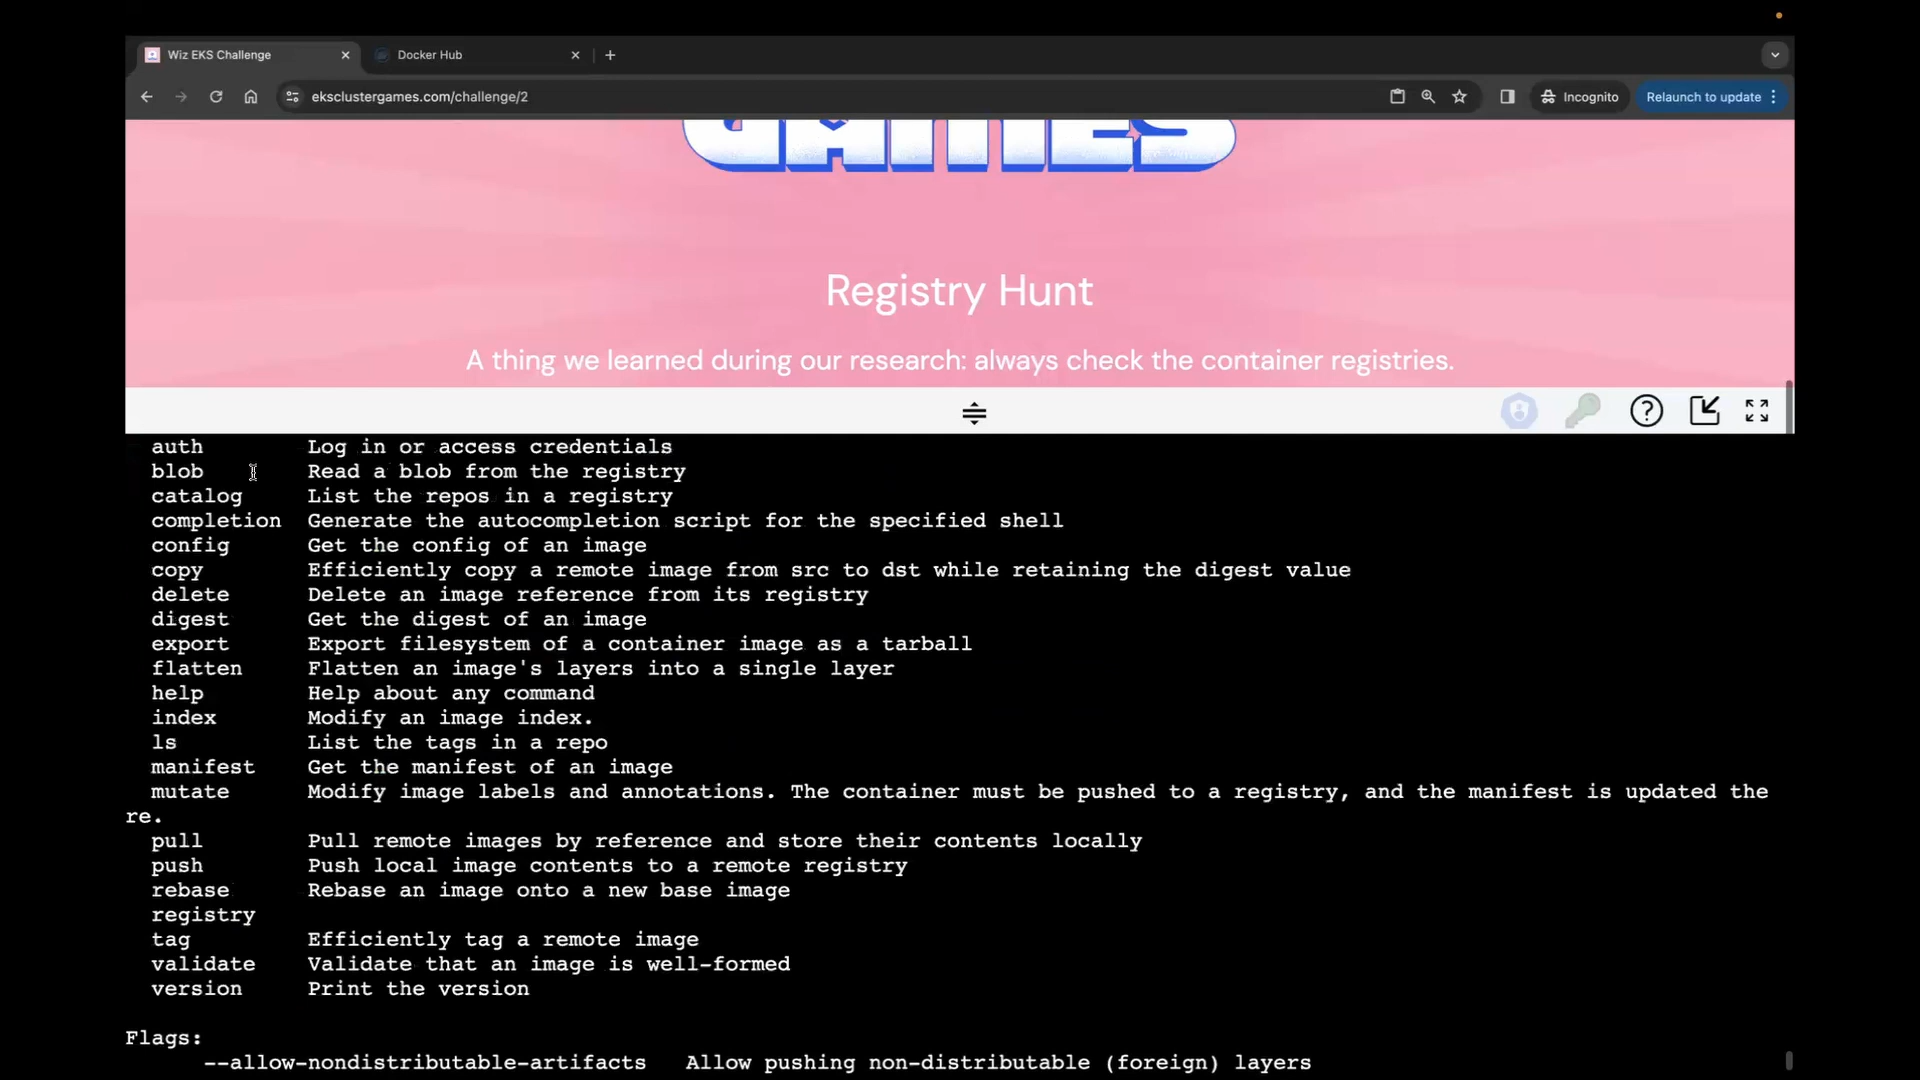 Wiz EKS Challenge
Docker Hub
eksclustergames.com/challenge/2
Incognito
Relaunch to update
GAMES
Registry Hunt
A thing we learned during our research: always check the container registries.
auth Log in or access credentials
blob Read a blob from the registry
catalog List the repos in a registry
completion Generate the autocompletion script for the specified shell
config Get the config of an image
copy Efficiently copy a remote image from src to dst while retaining the digest value
delete Delete an image reference from its registry
digest Get the digest of an image
export Export filesystem of a container image as a tarball
flatten Flatten an image's layers into a single layer
help Help about any command
index Modify an image index.
ls List the tags in a repo
manifest Get the manifest of an image
mutate Modify image labels and annotations. The container must be pushed to a registry, and the manifest is updated the
re.
pull Pull remote images by reference and store their contents locally
push Push local image contents to a remote registry
rebase Rebase an image onto a new base image
registry
tag Efficiently tag a remote image
validate Validate that an image is well-formed
version Print the version
Flags:
--allow-nondistributable-artifacts Allow pushing non-distributable (foreign) layers